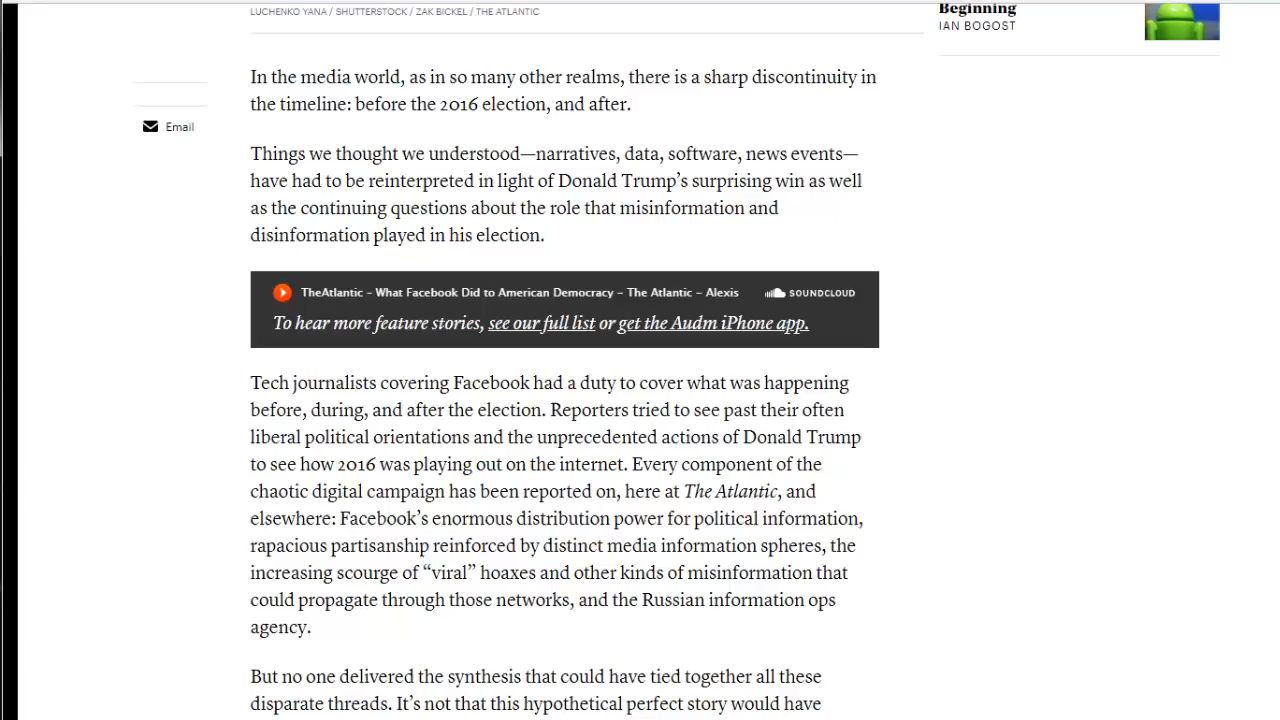 LUCHENKO YANA / SHUTTERSTOCK / ZAK BICKEL / THE ATLANTIC
Beginning
IAN BOGOST
Email
In the media world, as in so many other realms, there is a sharp discontinuity in
the timeline: before the 2016 election, and after.
Things we thought we understood—narratives, data, software, news events—
have had to be reinterpreted in light of Donald Trump’s surprising win as well
as the continuing questions about the role that misinformation and
disinformation played in his election.
TheAtlantic – What Facebook Did to American Democracy – The Atlantic – Alexis
SOUNDCLOUD
To hear more feature stories, see our full list or get the Audm iPhone app.
Tech journalists covering Facebook had a duty to cover what was happening
before, during, and after the election. Reporters tried to see past their often
liberal political orientations and the unprecedented actions of Donald Trump
to see how 2016 was playing out on the internet. Every component of the
chaotic digital campaign has been reported on, here at The Atlantic, and
elsewhere: Facebook’s enormous distribution power for political information,
rapacious partisanship reinforced by distinct media information spheres, the
increasing scourge of “viral” hoaxes and other kinds of misinformation that
could propagate through those networks, and the Russian information ops
agency.
But no one delivered the synthesis that could have tied together all these
disparate threads. It’s not that this hypothetical perfect story would have